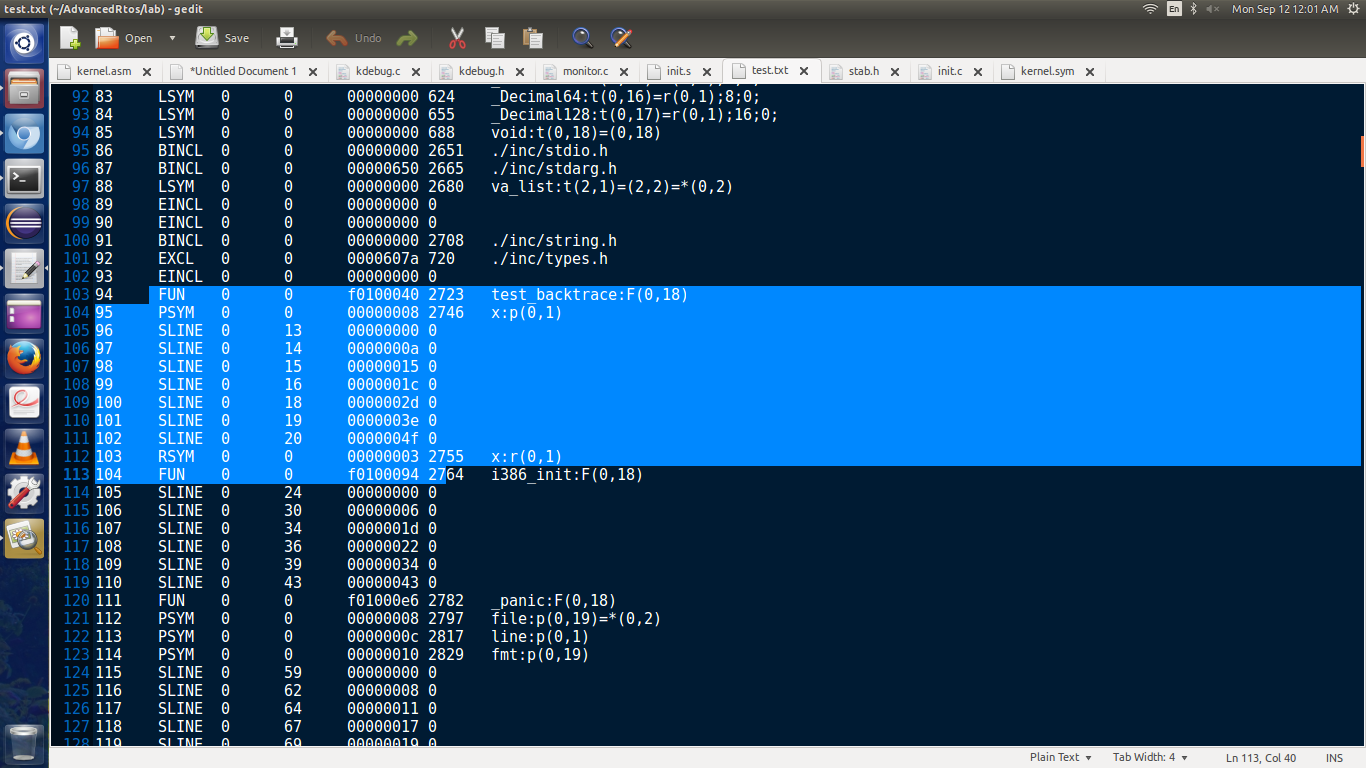 test.txt (~/AdvancedRtos/lab) - gedit
En Mon Sep 12 12:01 AM
Open Save Undo
kernel.asm *Untitled Document 1 kdebug.c kdebug.h monitor.c init.s test.txt stab.h init.c kernel.sym
92 83 LSYM 0 0 00000000 624 _Decimal64:t(0,16)=r(0,1);8;0;
93 84 LSYM 0 0 00000000 655 _Decimal128:t(0,17)=r(0,1);16;0;
94 85 LSYM 0 0 00000000 688 void:t(0,18)=(0,18)
95 86 BINCL 0 0 00000000 2651 ./inc/stdio.h
96 87 BINCL 0 0 00000650 2665 ./inc/stdarg.h
97 88 LSYM 0 0 00000000 2680 va_list:t(2,1)=(2,2)=*(0,2)
98 89 EINCL 0 0 00000000 0
99 90 EINCL 0 0 00000000 0
100 91 BINCL 0 0 00000000 2708 ./inc/string.h
101 92 EXCL 0 0 0000607a 720 ./inc/types.h
102 93 EINCL 0 0 00000000 0
103 94 FUN 0 0 f0100040 2723 test_backtrace:F(0,18)
104 95 PSYM 0 0 00000008 2746 x:p(0,1)
105 96 SLINE 0 13 00000000 0
106 97 SLINE 0 14 0000000a 0
107 98 SLINE 0 15 00000015 0
108 99 SLINE 0 16 0000001c 0
109 100 SLINE 0 18 0000002d 0
110 101 SLINE 0 19 0000003e 0
111 102 SLINE 0 20 0000004f 0
112 103 RSYM 0 0 00000003 2755 x:r(0,1)
113 104 FUN 0 0 f0100094 2764 i386_init:F(0,18)
114 105 SLINE 0 24 00000000 0
115 106 SLINE 0 30 00000006 0
116 107 SLINE 0 34 0000001d 0
117 108 SLINE 0 36 00000022 0
118 109 SLINE 0 39 00000034 0
119 110 SLINE 0 43 00000043 0
120 111 FUN 0 0 f01000e6 2782 _panic:F(0,18)
121 112 PSYM 0 0 00000008 2797 file:p(0,19)=*(0,2)
122 113 PSYM 0 0 0000000c 2817 line:p(0,1)
123 114 PSYM 0 0 00000010 2829 fmt:p(0,19)
124 115 SLINE 0 59 00000000 0
125 116 SLINE 0 62 00000008 0
126 117 SLINE 0 64 00000011 0
127 118 SLINE 0 67 00000017 0
128 119 SLINE 0 69 00000019 0
Plain Text Tab Width: 4 Ln 113, Col 40 INS